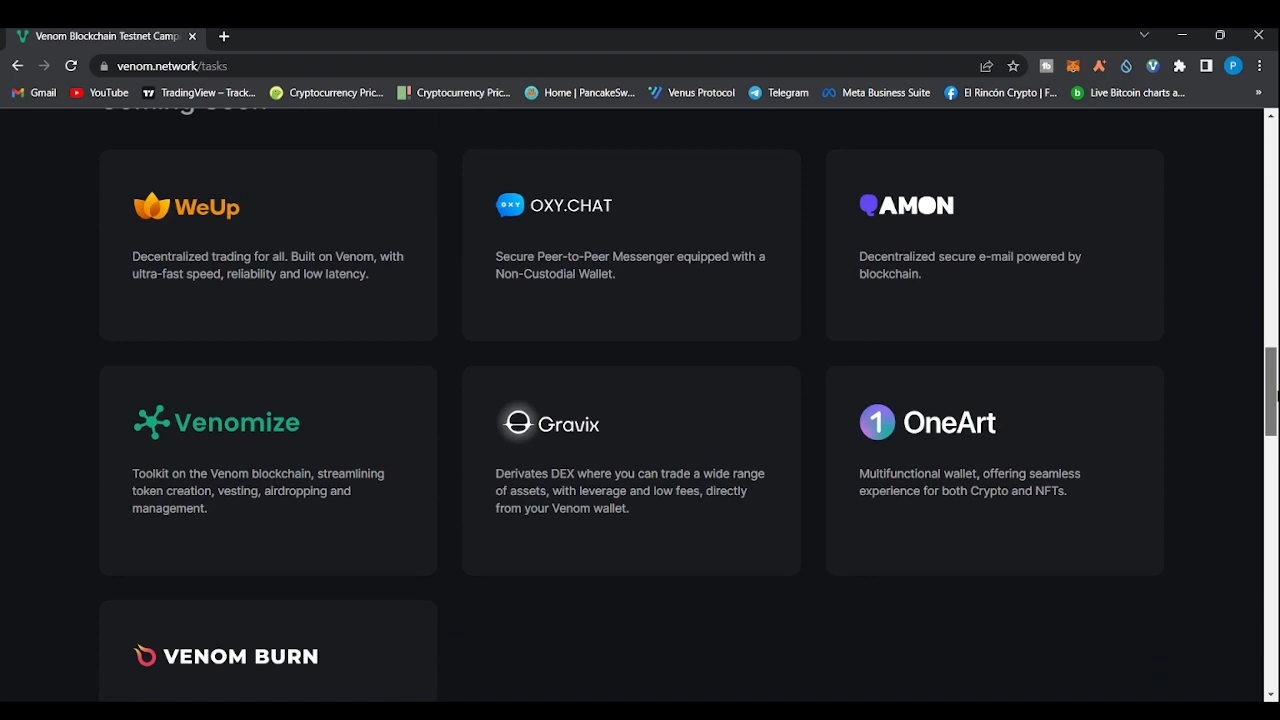 Venom Blockchain Testnet Camp
venom.network/tasks
Gmail
YouTube
TradingView – Track...
Cryptocurrency Pric...
Cryptocurrency Pric...
Home | PancakeSw...
Venus Protocol
Telegram
Meta Business Suite
El Rincón Crypto | F...
Live Bitcoin charts a...
»
Coming Soon
WeUp
Decentralized trading for all. Built on Venom, with
ultra-fast speed, reliability and low latency.
OXY
OXY.CHAT
Secure Peer-to-Peer Messenger equipped with a
Non-Custodial Wallet.
QAMON
Decentralized secure e-mail powered by
blockchain.
Venomize
Toolkit on the Venom blockchain, streamlining
token creation, vesting, airdropping and
management.
Gravix
Derivates DEX where you can trade a wide range
of assets, with leverage and low fees, directly
from your Venom wallet.
1 OneArt
Multifunctional wallet, offering seamless
experience for both Crypto and NFTs.
VENOM BURN